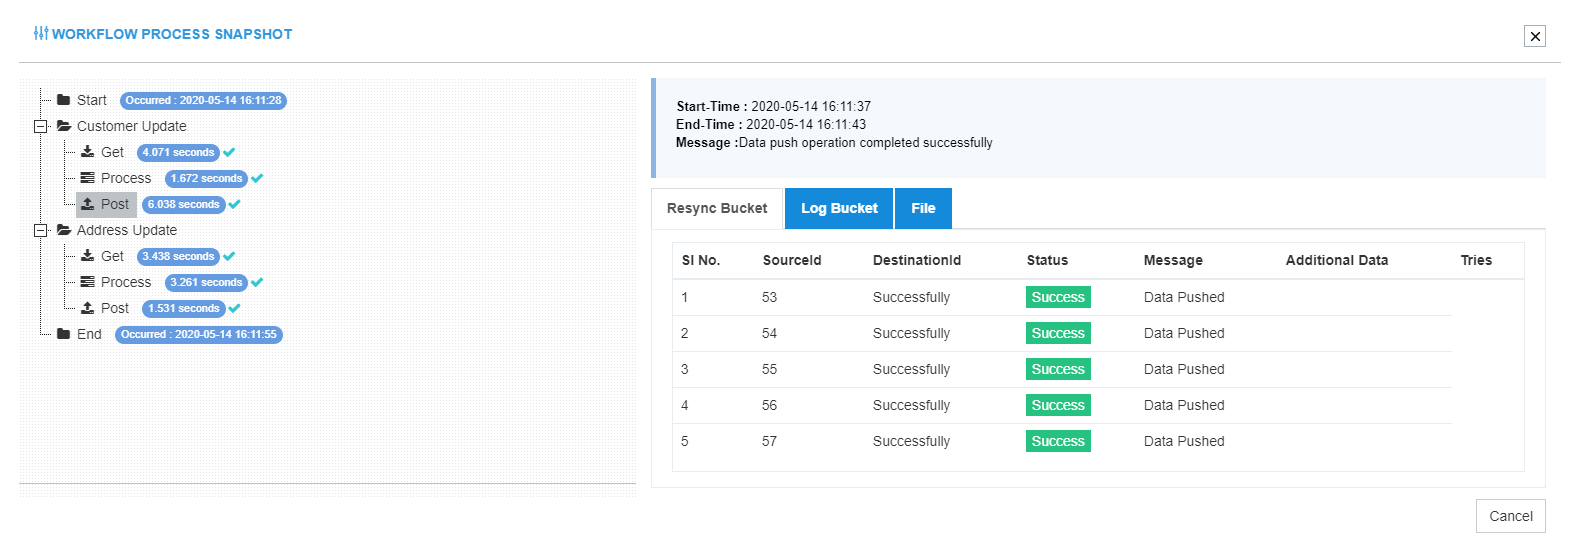 WORKFLOW PROCESS SNAPSHOT
Start Occurred : 2020-05-14 16:11:28
Customer Update
Get 4.071 seconds
Process 1.672 seconds
Post 6.038 seconds
Address Update
Get 3.438 seconds
Process 3.261 seconds
Post 1.531 seconds
End Occurred : 2020-05-14 16:11:55
Start-Time : 2020-05-14 16:11:37
End-Time : 2020-05-14 16:11:43
Message :Data push operation completed successfully
Resync Bucket Log Bucket File
Sl No. SourceId DestinationId Status Message Additional Data Tries
1 53 Successfully Success Data Pushed
2 54 Successfully Success Data Pushed
3 55 Successfully Success Data Pushed
4 56 Successfully Success Data Pushed
5 57 Successfully Success Data Pushed
Cancel